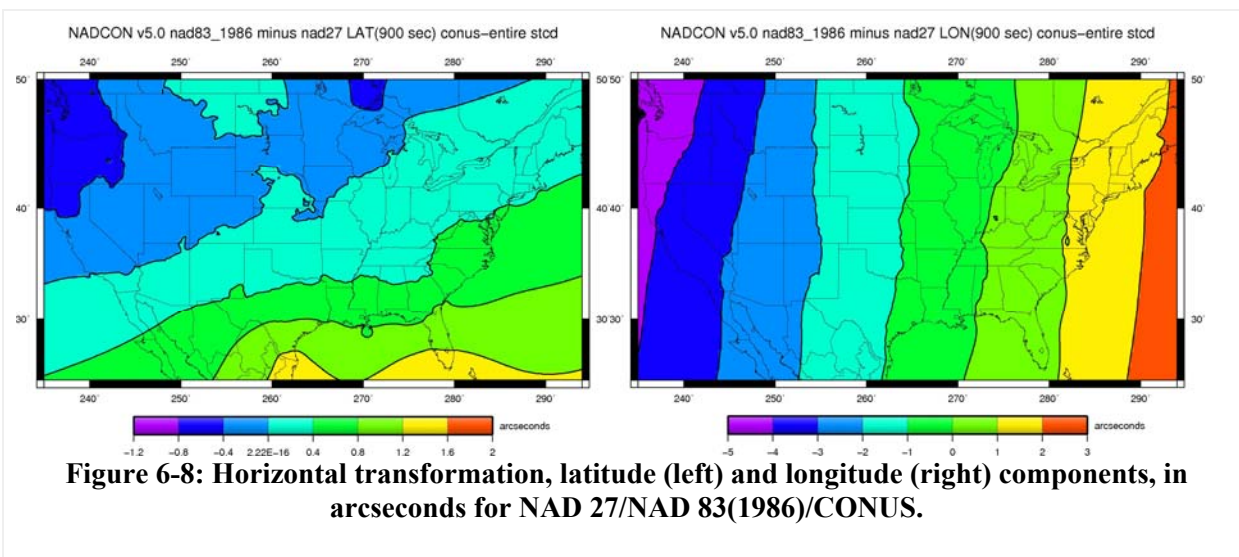 NADCON v5.0 nad83_1986 minus nad27 LAT(900 sec) conus−entire stcd
240˚ 250˚ 260˚ 270˚ 280˚ 290˚
50˚ 50˚
40˚ 40˚
30˚ 30˚
240˚ 250˚ 260˚ 270˚ 280˚ 290˚
arcseconds
−1.2 −0.8 −0.4 2.22E−16 0.4 0.8 1.2 1.6 2
NADCON v5.0 nad83_1986 minus nad27 LON(900 sec) conus−entire stcd
240˚ 250˚ 260˚ 270˚ 280˚ 290˚
50˚ 50˚
40˚ 40˚
30˚ 30˚
240˚ 250˚ 260˚ 270˚ 280˚ 290˚
arcseconds
−5 −4 −3 −2 −1 0 1 2 3
Figure 6-8: Horizontal transformation, latitude (left) and longitude (right) components, in
arcseconds for NAD 27/NAD 83(1986)/CONUS.